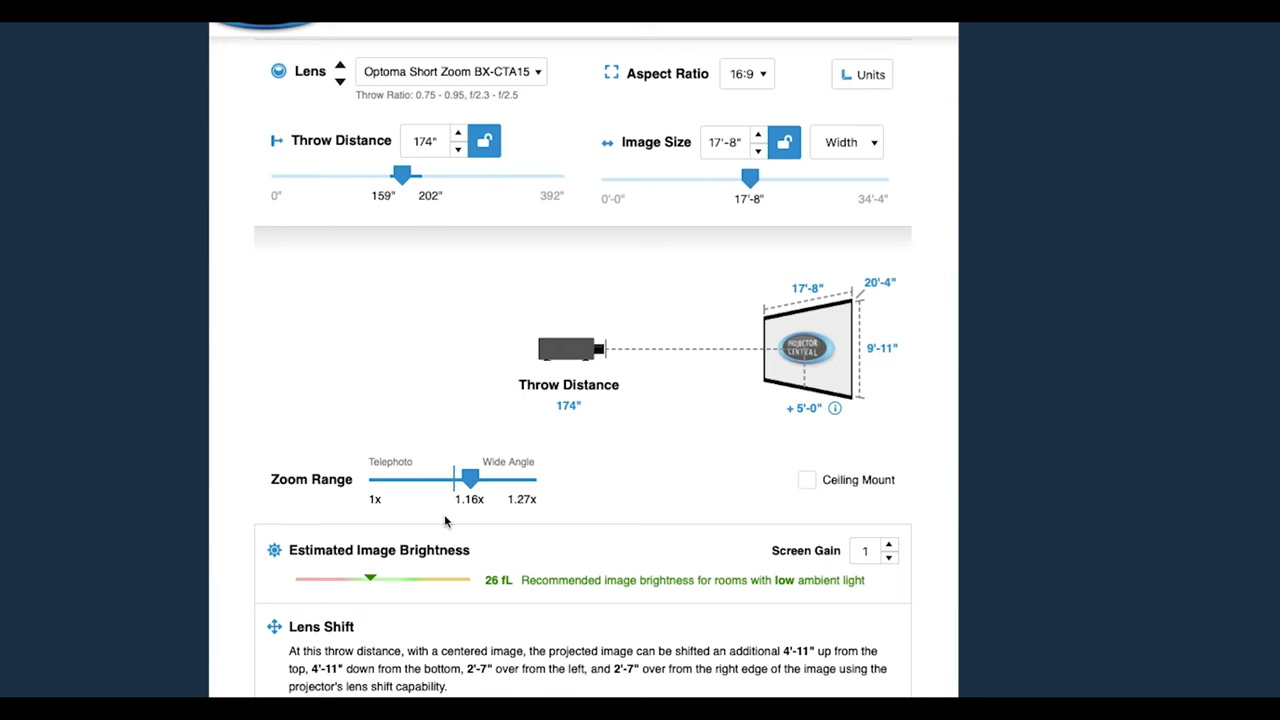 Lens Optoma Short Zoom BX-CTA15 Aspect Ratio 16:9 Units
Throw Ratio: 0.75 - 0.95, f/2.3 - f/2.5
Throw Distance 174" Image Size 17'-8" Width
0" 159" 202" 392" 0'-0" 17'-8" 34'-4"
17'-8" 20'-4"
PROJECTOR
CENTRAL
9'-11"
Throw Distance
174" + 5'-0"
Telephoto Wide Angle
Zoom Range Ceiling Mount
1x 1.16x 1.27x
Estimated Image Brightness Screen Gain 1
26 fL Recommended image brightness for rooms with low ambient light
Lens Shift
At this throw distance, with a centered image, the projected image can be shifted an additional 4'-11" up from the
top, 4'-11" down from the bottom, 2'-7" over from the left, and 2'-7" over from the right edge of the image using the
projector's lens shift capability.